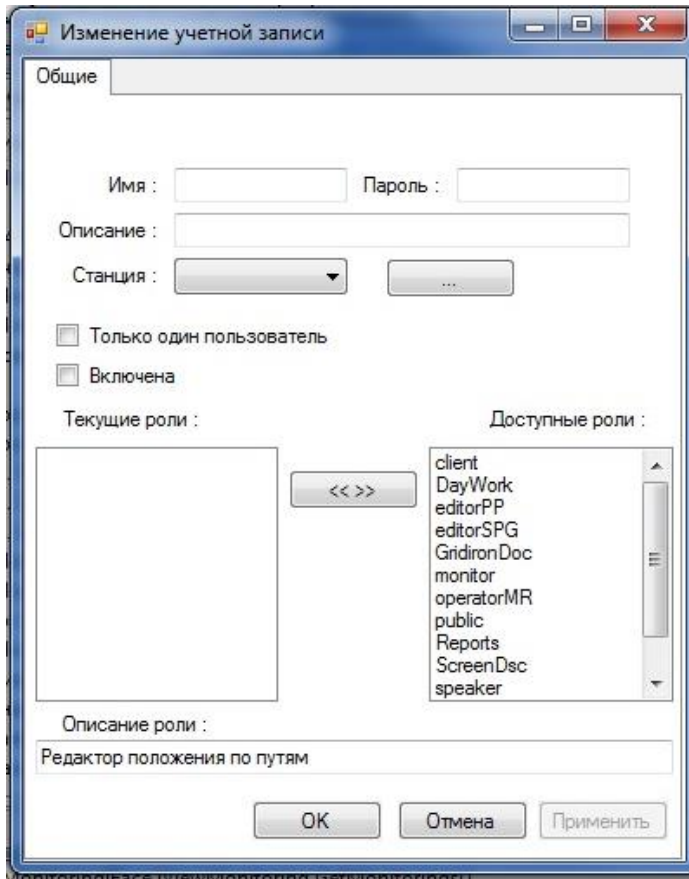 Изменение учетной записи
Общие
Имя :
Пароль :
Описание :
Станция :
...
Только один пользователь
Включена
Текущие роли :
Доступные роли :
<< >>
client
DayWork
editorPP
editorSPG
GridironDoc
monitor
operatorMR
public
Reports
ScreenDsc
speaker
Описание роли :
Редактор положения по путям
OK
Отмена
Применить